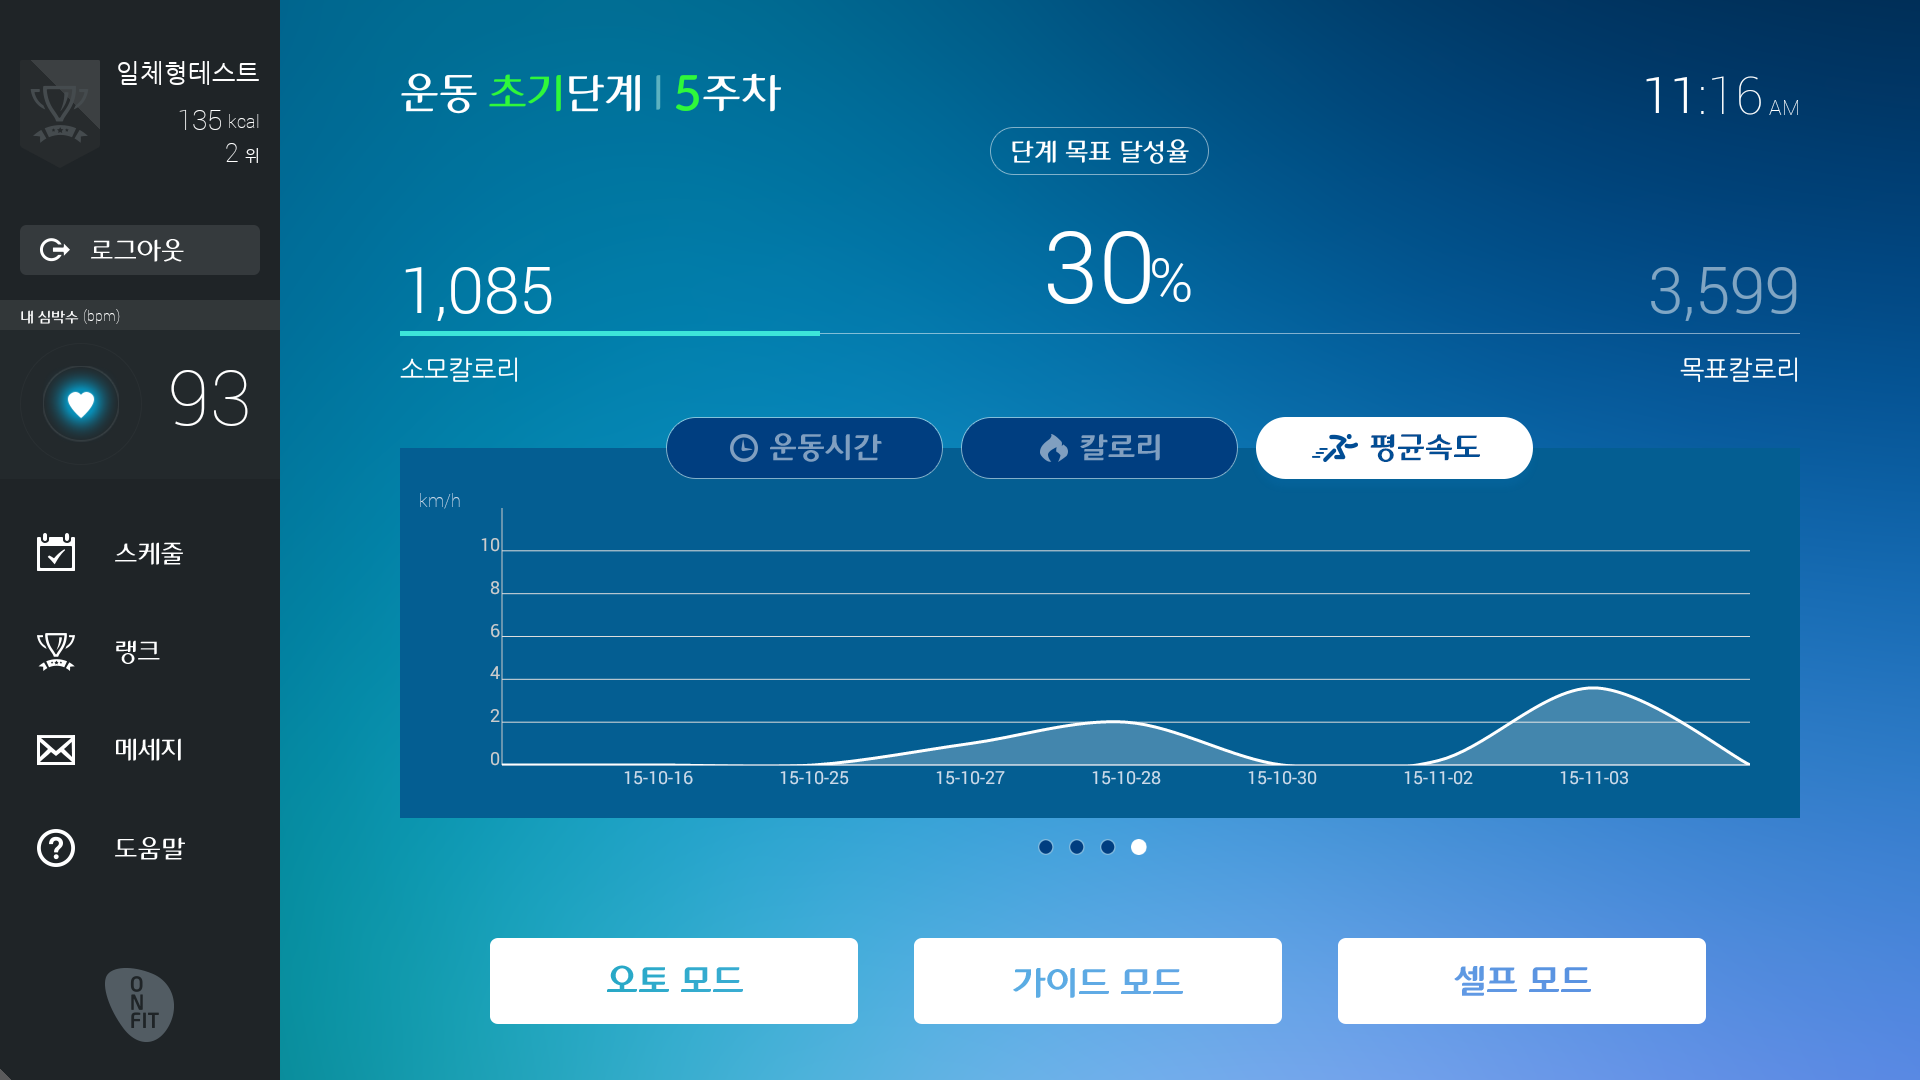 일체형테스트
135 kcal
2 위
로그아웃
내 심박수 (bpm)
93
스케줄
랭크
메세지
도움말
O
N
FIT
운동 초기단계 | 5주차
11:16 AM
단계 목표 달성율
1,085
30%
3,599
소모칼로리
목표칼로리
운동시간
칼로리
평균속도
km/h
10
8
6
4
2
0
15-10-16
15-10-25
15-10-27
15-10-28
15-10-30
15-11-02
15-11-03
오토 모드
가이드 모드
셀프 모드